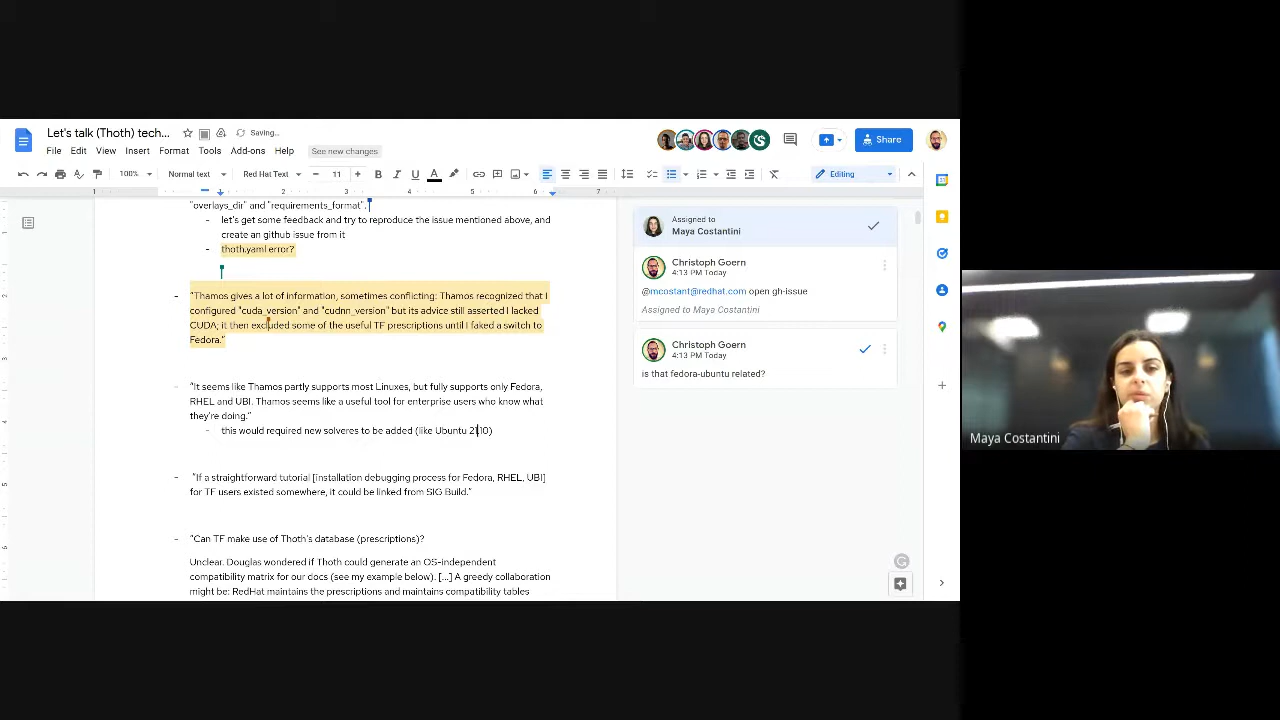 Let's talk (Thoth) tech...
Saving...
File Edit View Insert Format Tools Add-ons Help See new changes
Share
100% Normal text Red Hat Text 11 Editing
1 1 2 3 4 5 6 7
"overlays_dir" and "requirements_format".
- let's get some feedback and try to reproduce the issue mentioned above, and
create an github issue from it
- thoth.yaml error?
- "Thamos gives a lot of information, sometimes conflicting: Thamos recognized that I
configured "cuda_version" and "cudnn_version" but its advice still asserted I lacked
CUDA; it then excluded some of the useful TF prescriptions until I faked a switch to
Fedora."
- "It seems like Thamos partly supports most Linuxes, but fully supports only Fedora,
RHEL and UBI. Thamos seems like a useful tool for enterprise users who know what
they're doing."
- this would required new solveres to be added (like Ubuntu 21.10)
- "If a straightforward tutorial [installation debugging process for Fedora, RHEL, UBI]
for TF users existed somewhere, it could be linked from SIG Build."
- "Can TF make use of Thoth's database (prescriptions)?
Unclear. Douglas wondered if Thoth could generate an OS-independent
compatibility matrix for our docs (see my example below). [...] A greedy collaboration
might be: RedHat maintains the prescriptions and maintains compatibility tables
Assigned to
Maya Costantini
Christoph Goern
4:13 PM Today
@mcostant@redhat.com open gh-issue
Assigned to Maya Costantini
Christoph Goern
4:13 PM Today
is that fedora-ubuntu related?
Maya Costantini